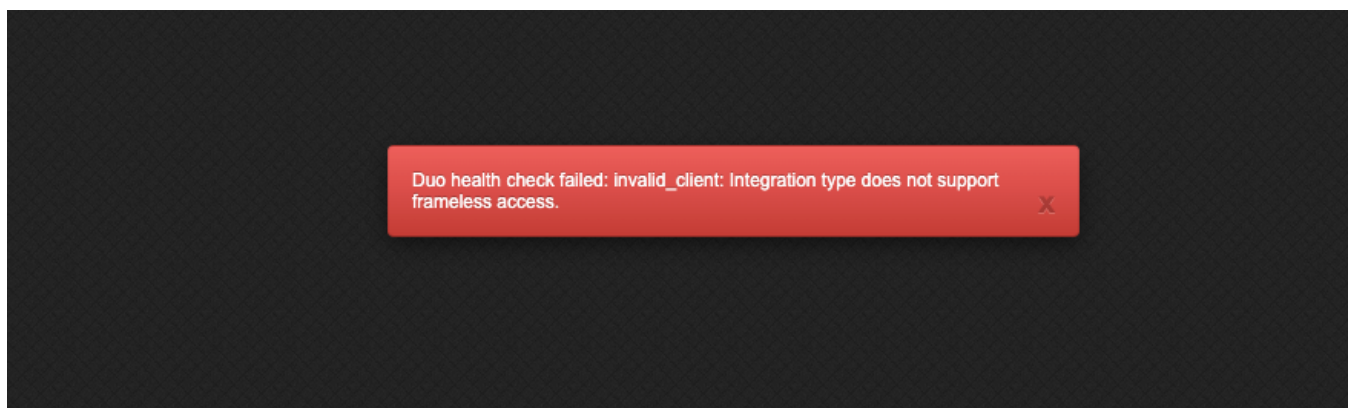 Duo health check failed: invalid_client: Integration type does not support
frameless access.
x